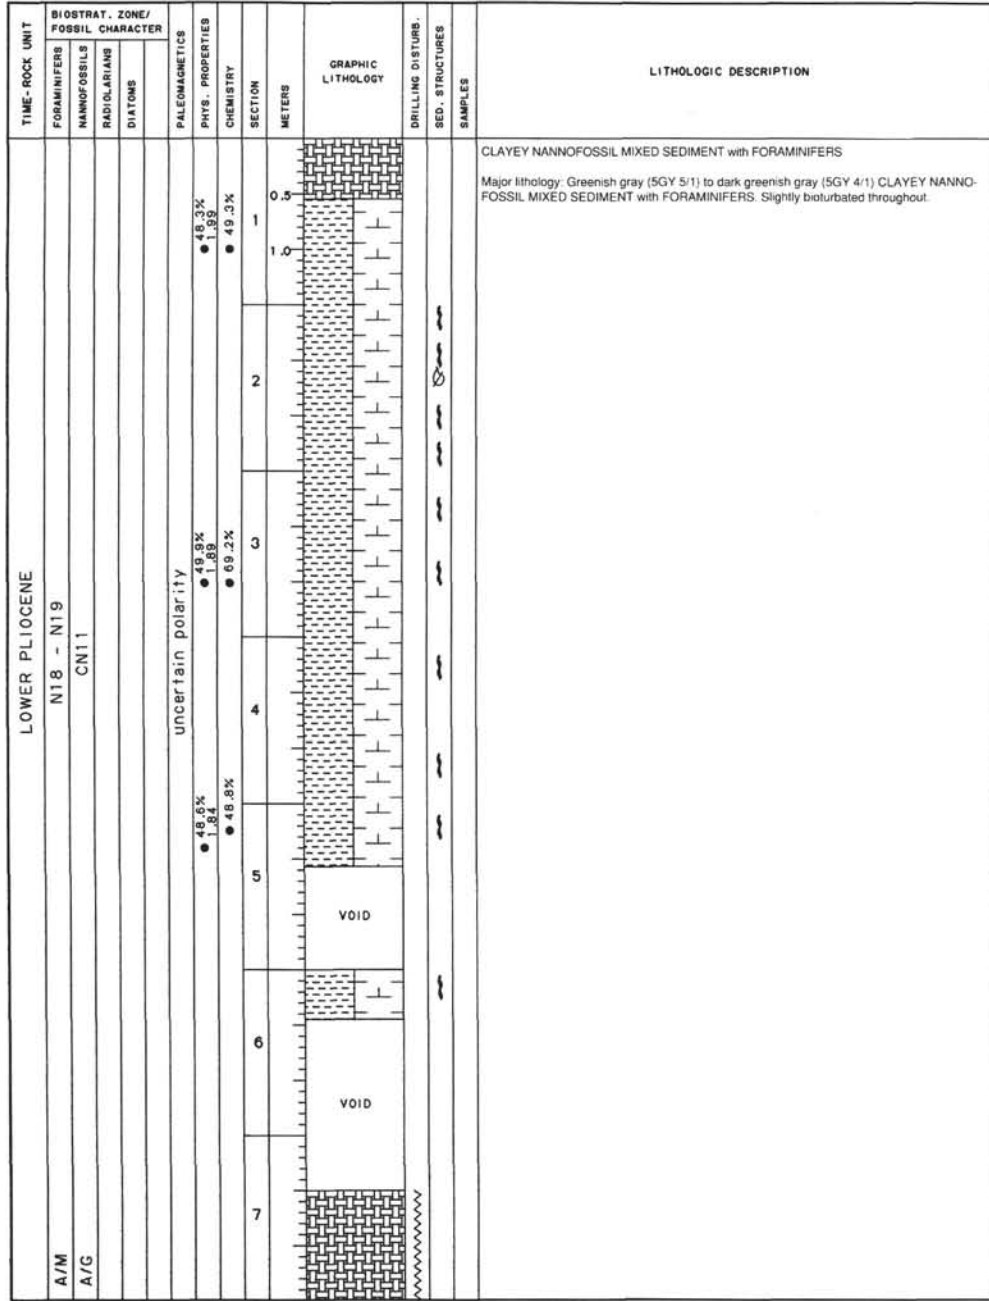 TIME-ROCK UNIT
BIOSTRAT. ZONE/
FOSSIL CHARACTER
FORAMINIFERS
NANNOFOSSILS
RADIOLARIANS
DIATOMS
PALEOMAGNETICS
PHYS. PROPERTIES
CHEMISTRY
SECTION
METERS
GRAPHIC
LITHOLOGY
DRILLING DISTURB.
SED. STRUCTURES
SAMPLES
LITHOLOGIC DESCRIPTION
CLAYEY NANNOFOSSIL MIXED SEDIMENT with FORAMINIFERS
Major lithology: Greenish gray (5GY 5/1) to dark greenish gray (5GY 4/1) CLAYEY NANNO-
FOSSIL MIXED SEDIMENT with FORAMINIFERS. Slightly bioturbated throughout.
LOWER PLIOCENE
N18 - N19
CN11
A/M
A/G
uncertain polarity
48.3%
1.99
49.3%
49.9%
1.89
69.2%
48.6%
1.84
48.8%
1
0.5
1.0
2
3
4
5
VOID
6
VOID
7